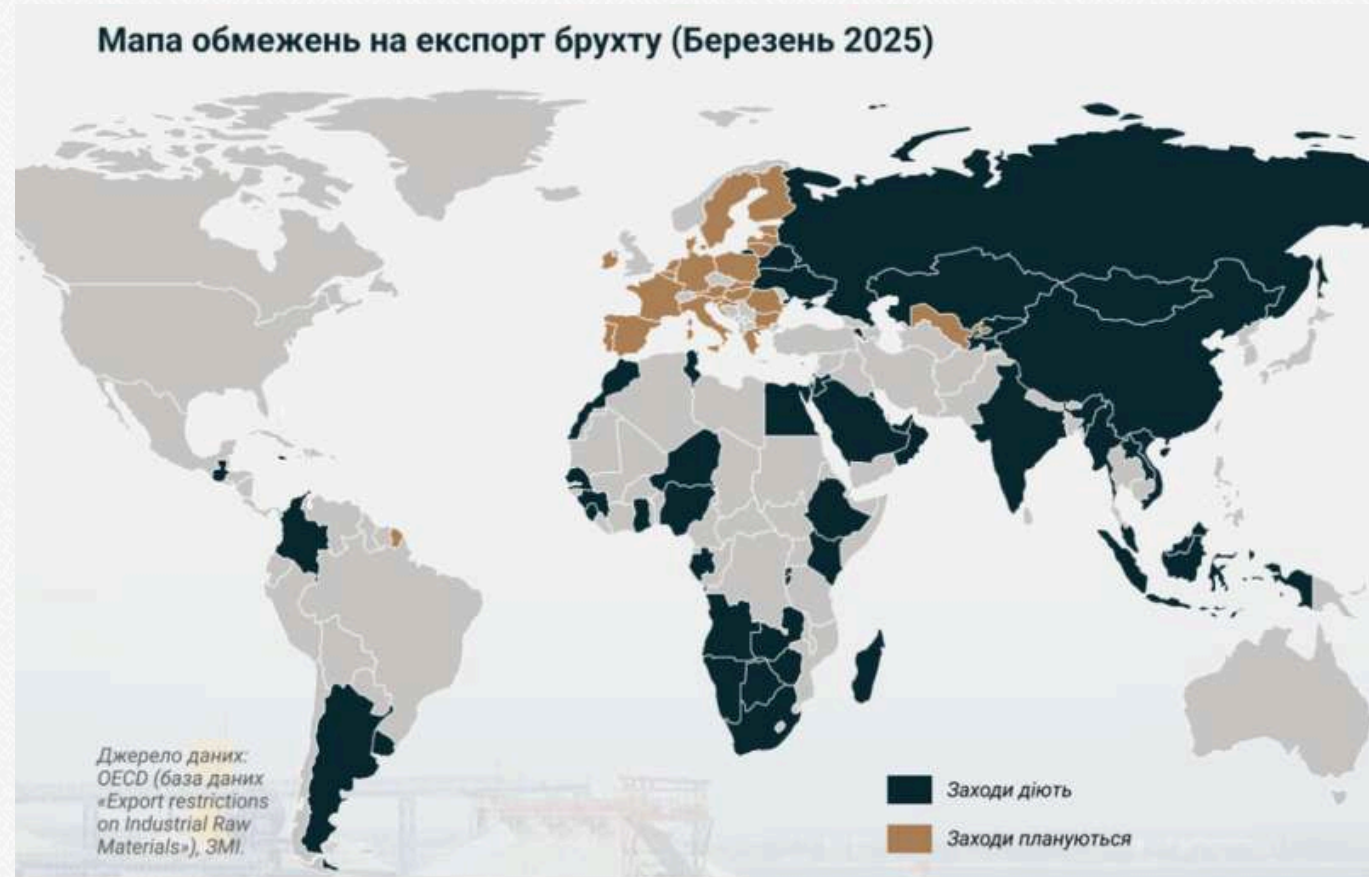 Мапа обмежень на експорт брухту (Березень 2025)
Джерело даних:
OECD (база даних
«Export restrictions
on Industrial Raw
Materials»), ЗМІ.
Заходи діють
Заходи плануються